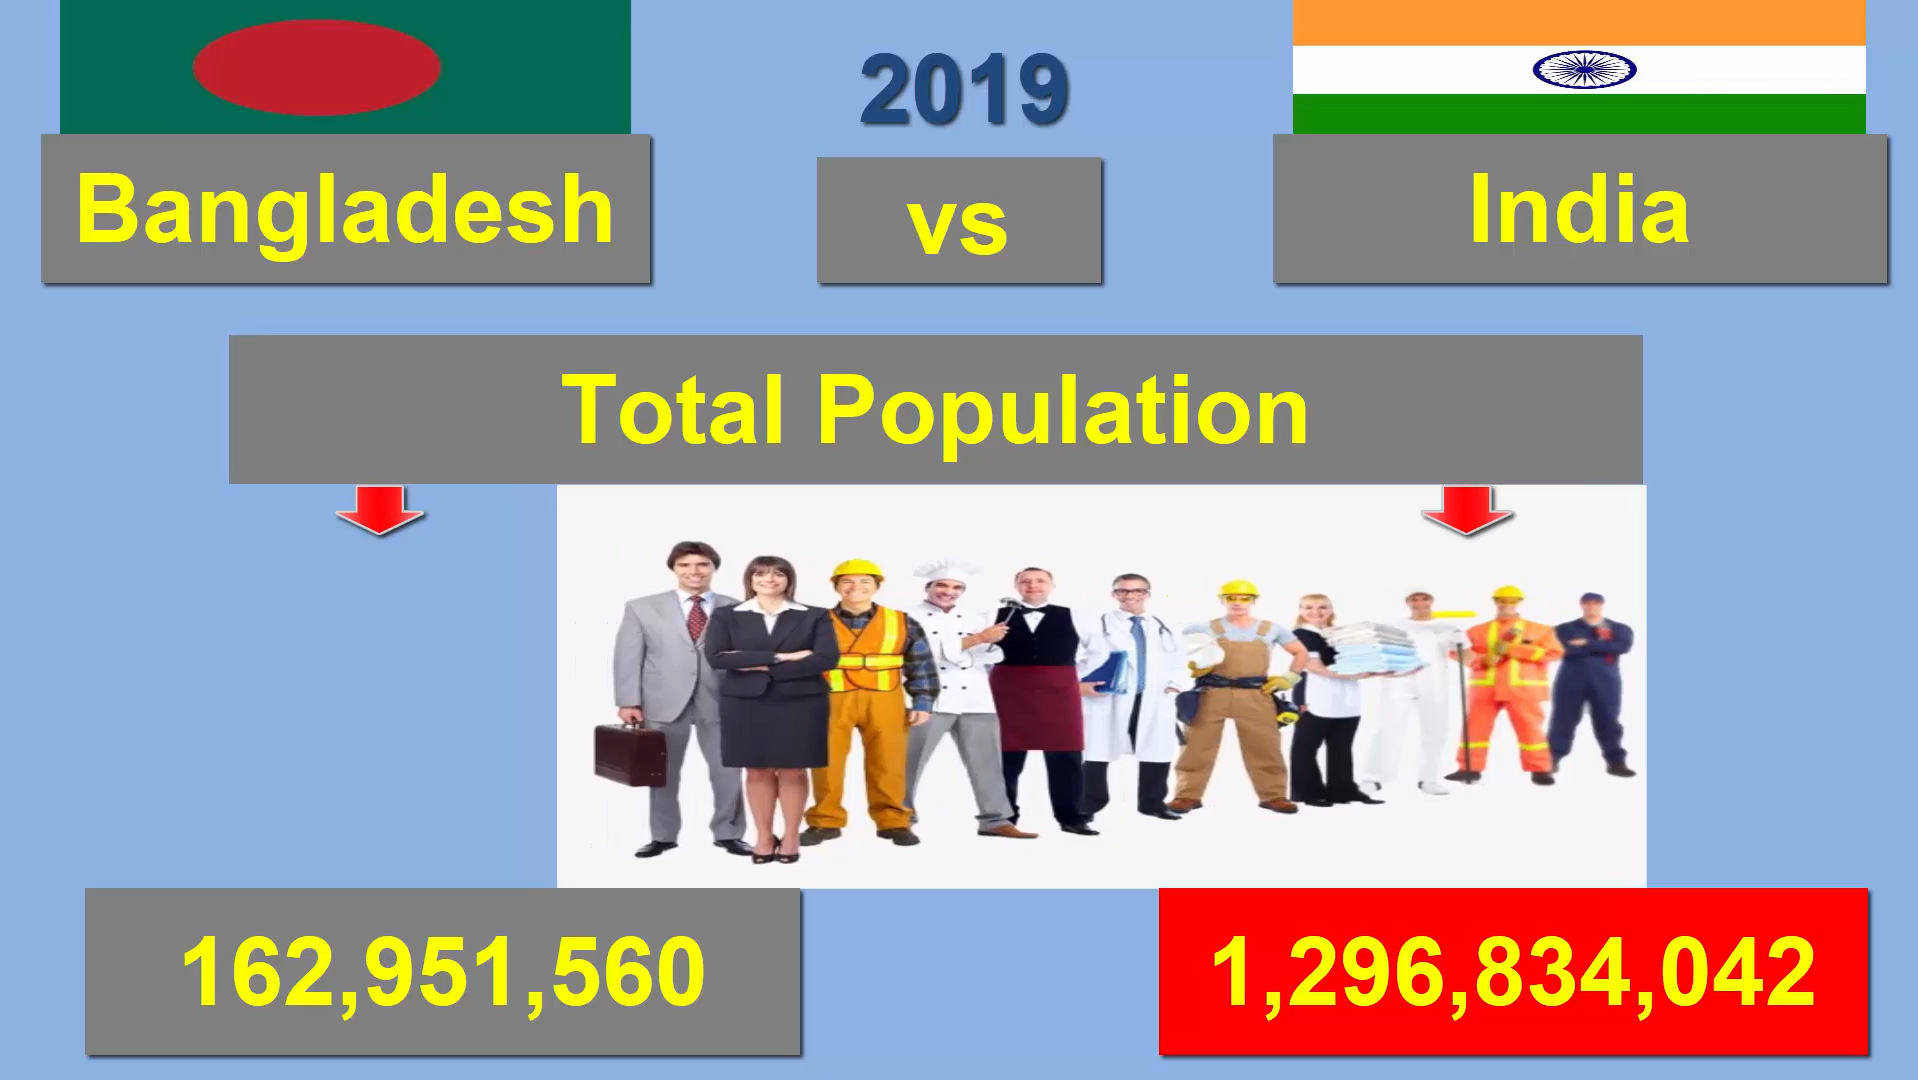 2019
Bangladesh
vs
India
Total Population
162,951,560
1,296,834,042